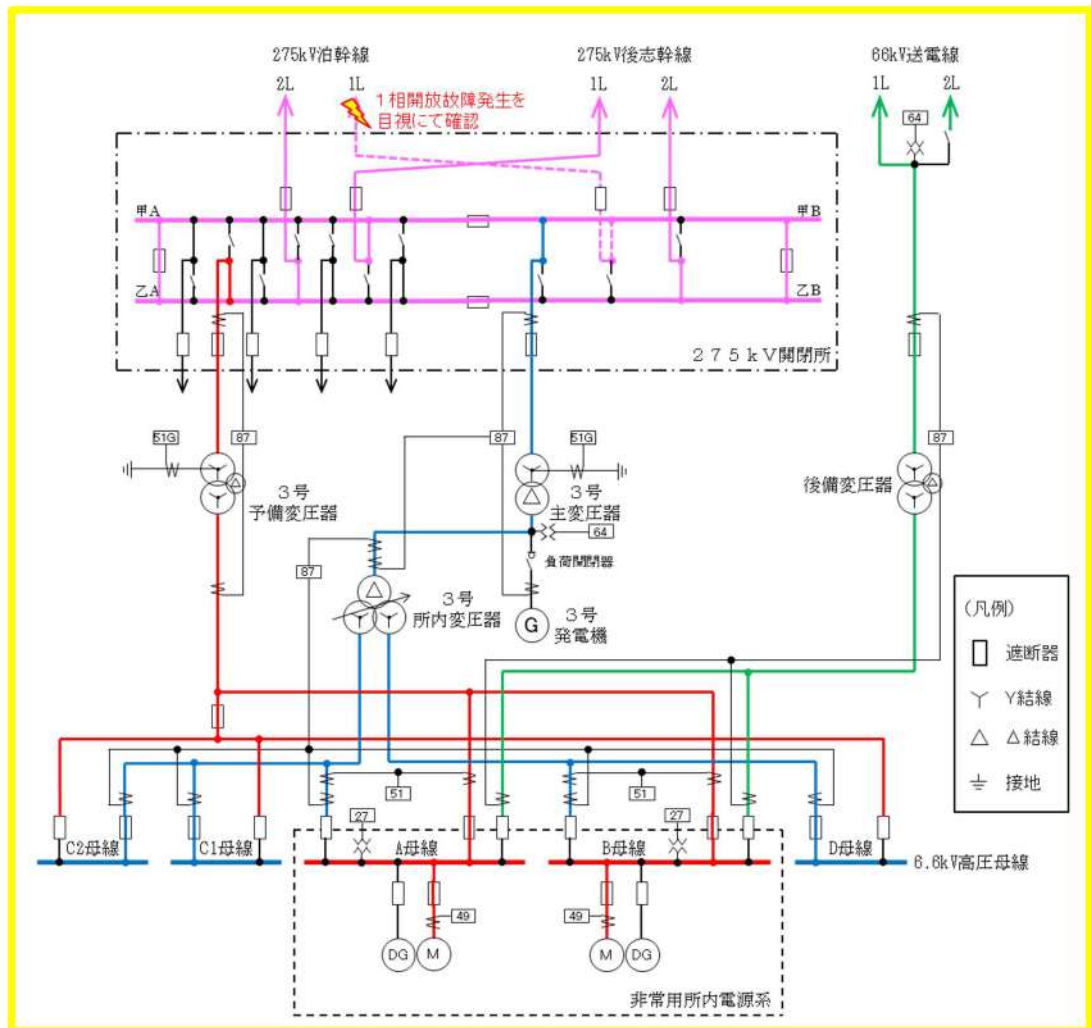 275kV泊幹線
275kV後志幹線
66kV送電線
2L
1L
1L
2L
1L
2L
1相開放故障発生を
目視にて確認
64
甲A
甲B
乙A
乙B
275kV開閉所
51G
87
87
51G
87
3号
予備変圧器
3号
主変圧器
後備変圧器
64
負荷開閉器
87
3号
所内変圧器
G
3号
発電機
(凡例)
遮断器
Y結線
△結線
接地
51
51
27
27
C2母線
C1母線
A母線
B母線
D母線
6.6kV高圧母線
49
49
DG
M
M
DG
非常用所内電源系